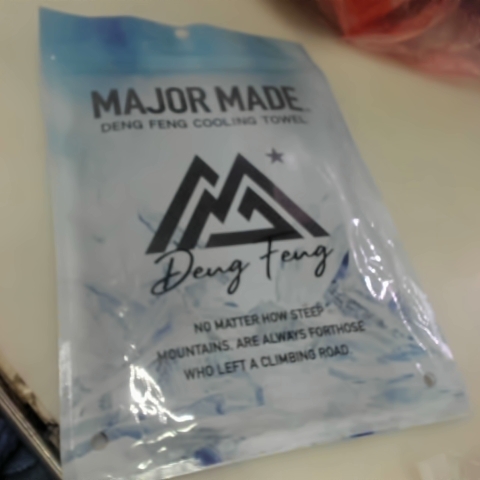 MAJOR MADE
DENG FENG COOLING TOWEL
Deng Feng
NO MATTER HOW STEEP
MOUNTAINS, ARE ALWAYS FORTHOSE
WHO LEFT A CLIMBING ROAD